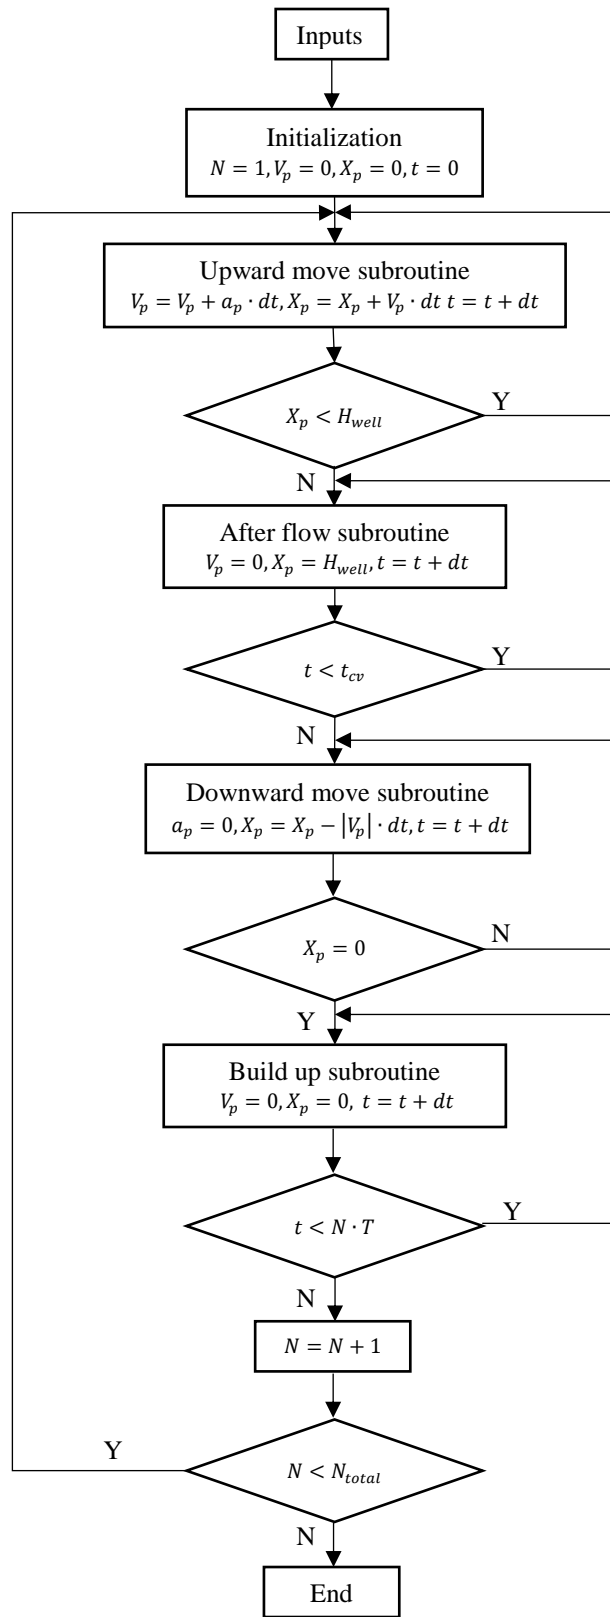 Inputs
Initialization
N = 1, V_p = 0, X_p = 0, t = 0
Upward move subroutine
V_p = V_p + a_p · dt, X_p = X_p + V_p · dt t = t + dt
X_p < H_well
Y
N
After flow subroutine
V_p = 0, X_p = H_well, t = t + dt
t < t_cv
Y
N
Downward move subroutine
a_p = 0, X_p = X_p − |V_p| · dt, t = t + dt
X_p = 0
N
Y
Build up subroutine
V_p = 0, X_p = 0, t = t + dt
t < N · T
Y
N
N = N + 1
Y
N < N_total
N
End